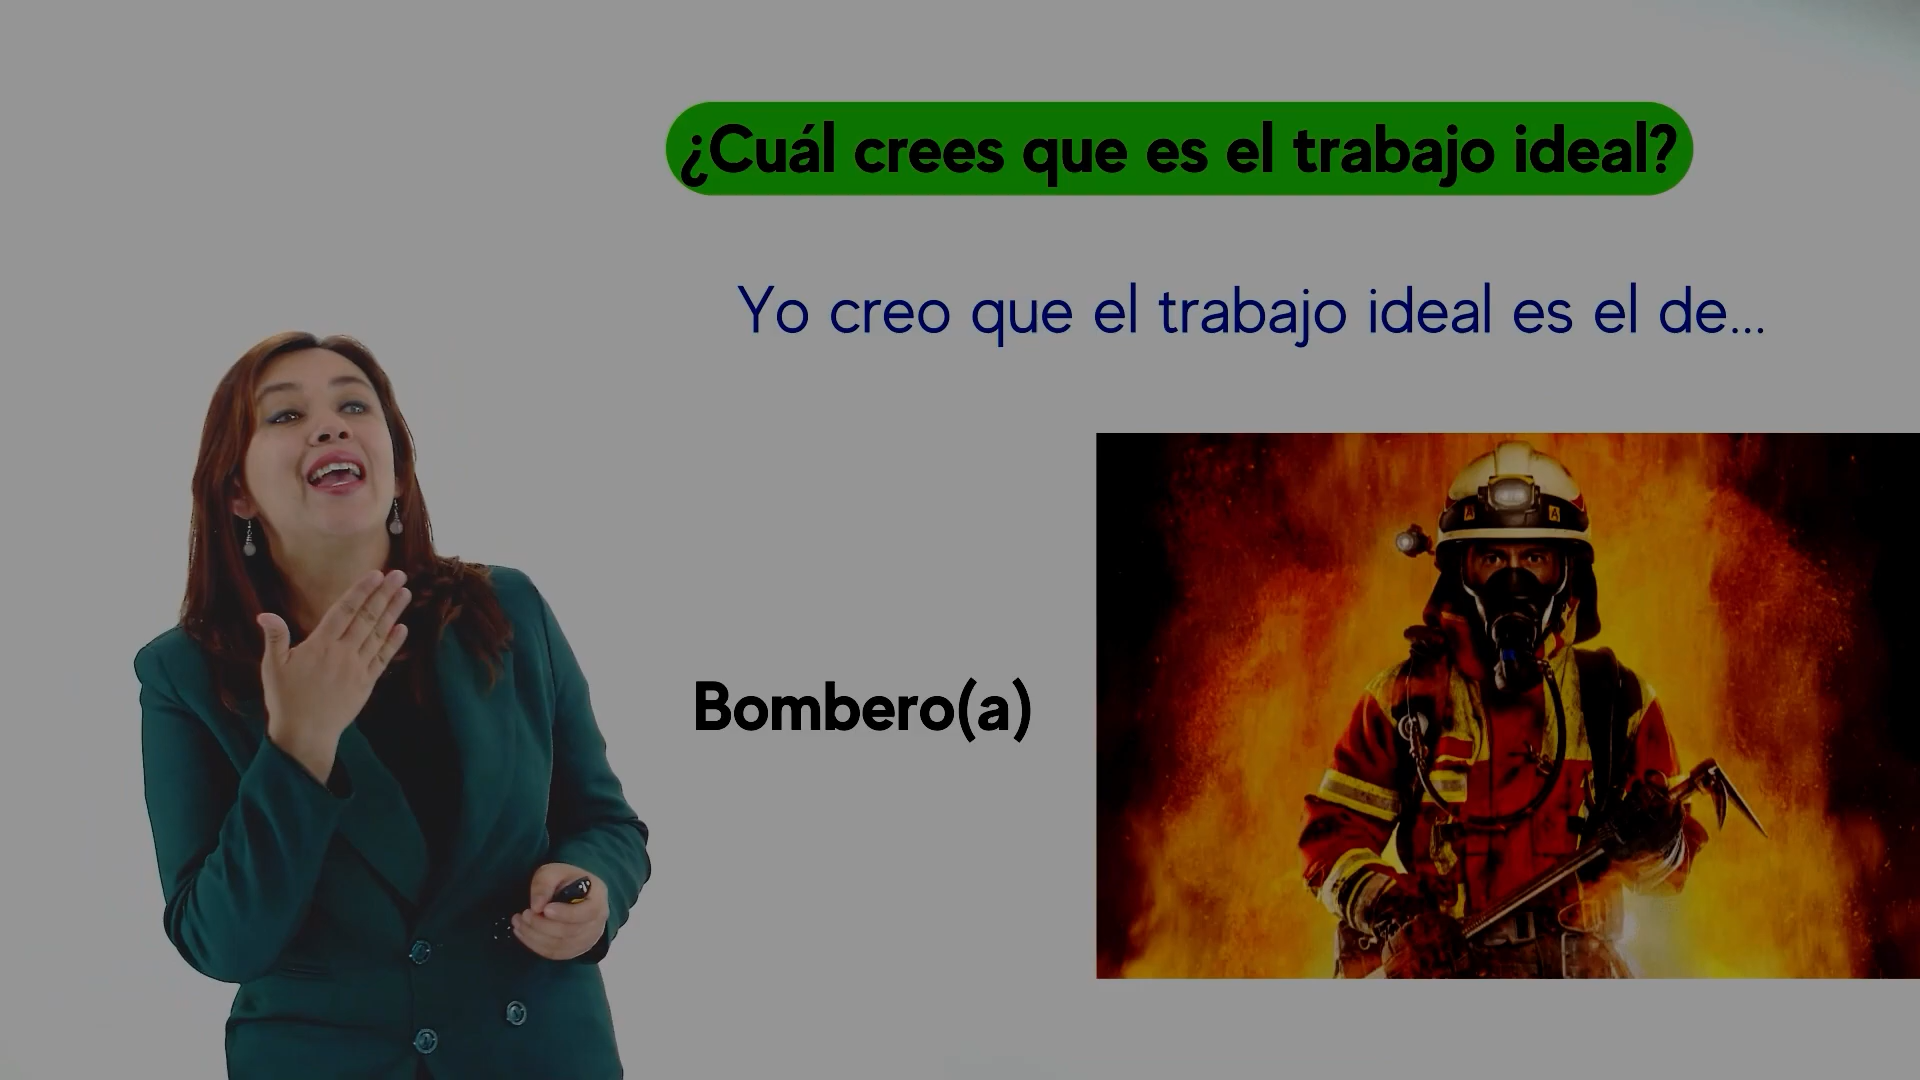 ¿Cuál crees que es el trabajo ideal?
Yo creo que el trabajo ideal es el de...
Bombero(a)